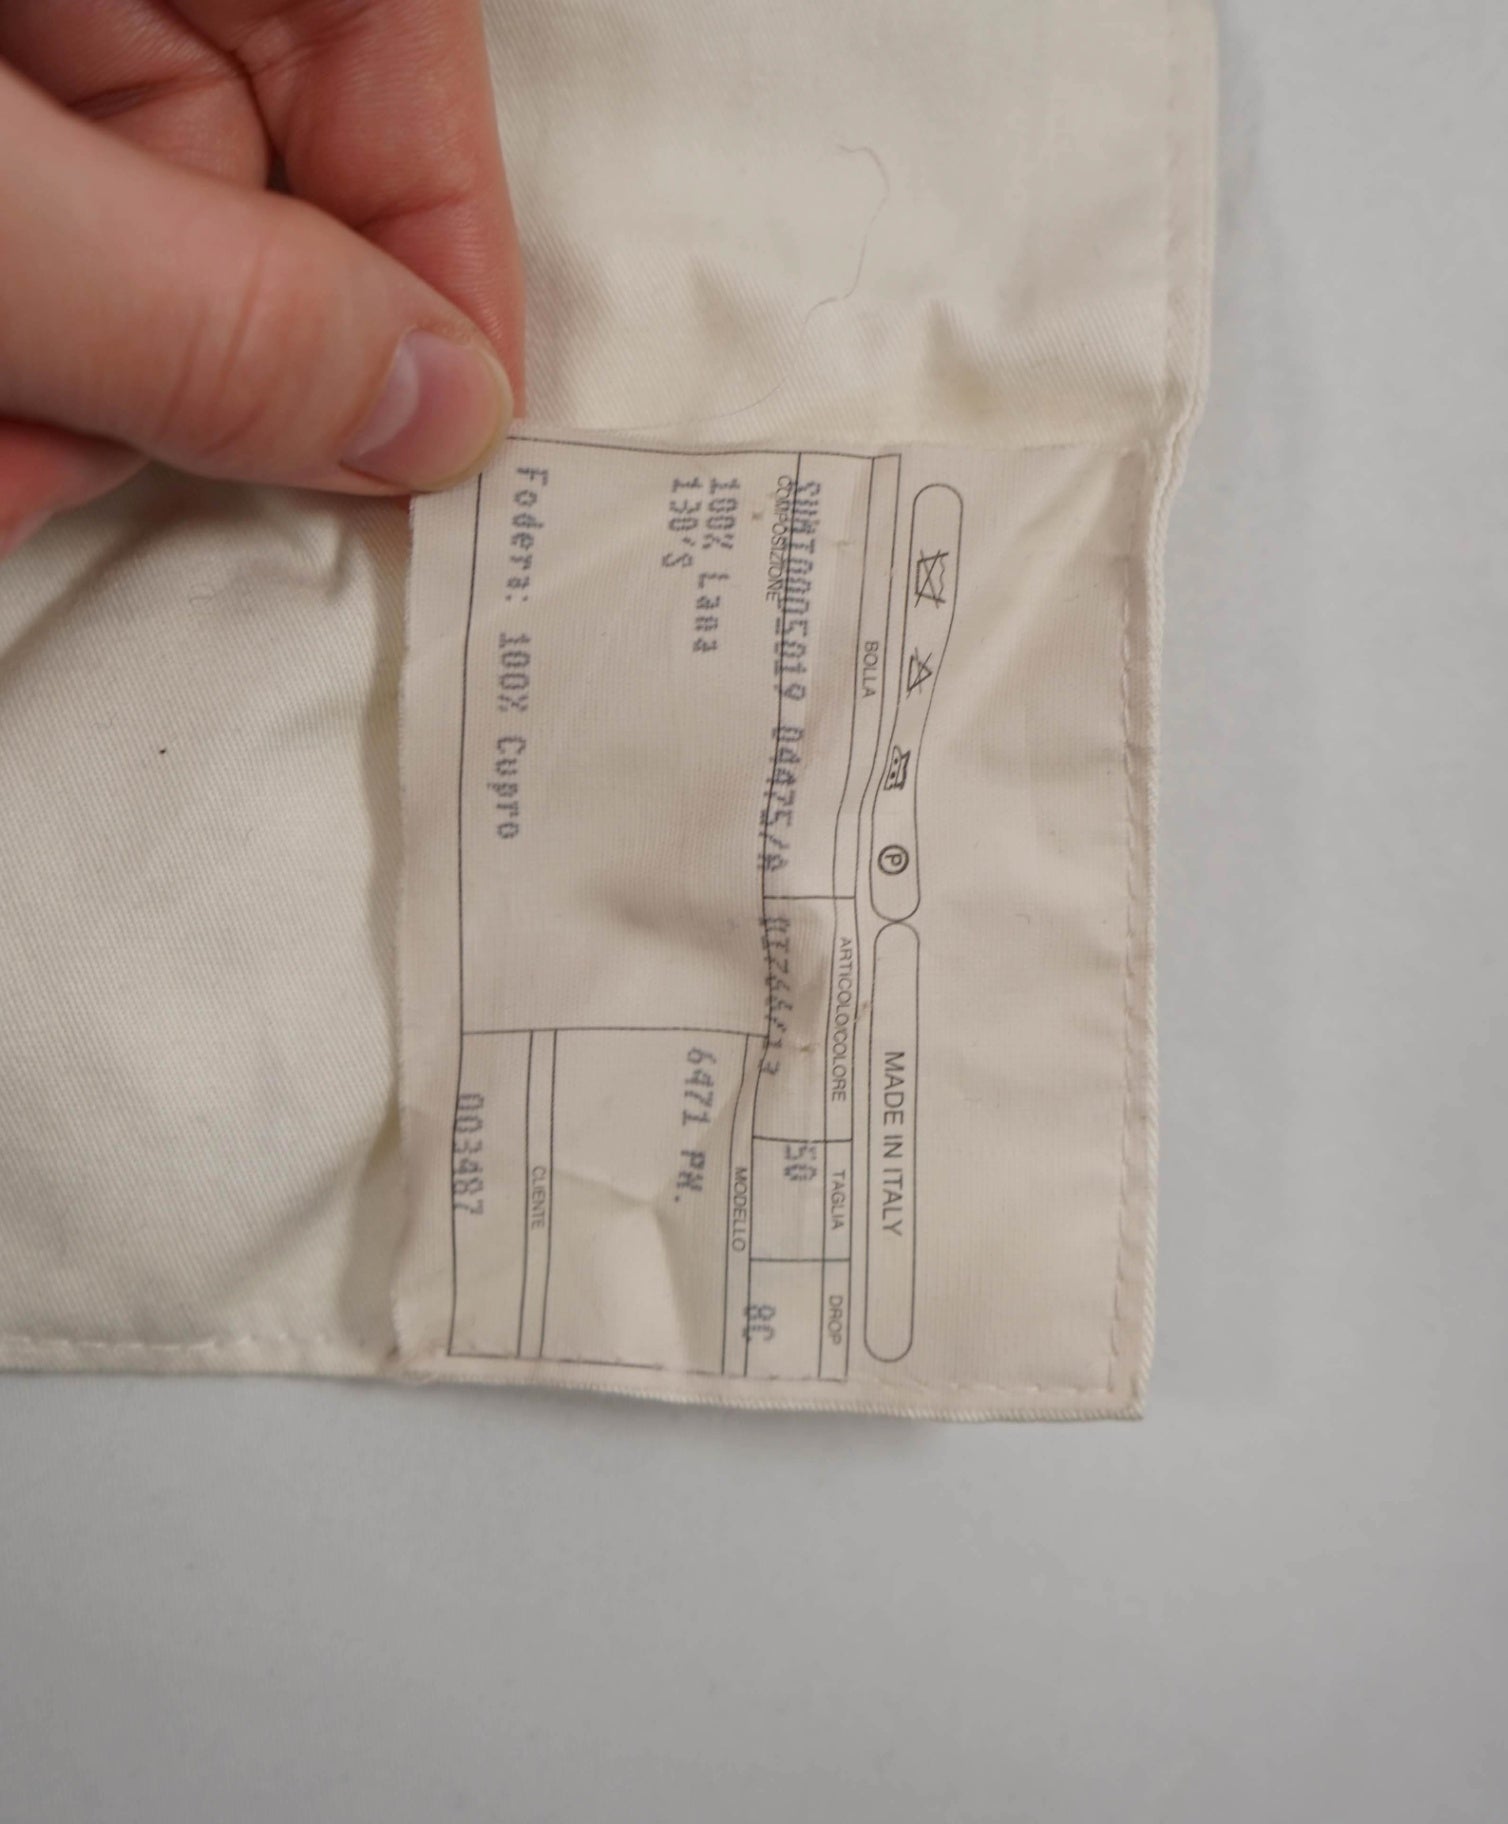 P
MADE IN ITALY
BOLLA
ARTICOLO/COLORE
TAGLIA
DROP
50
8C
COMPOSIZIONE
100% Lana
130's
MODELLO
6471 PN.
CLIENTE
Fodera: 100% Cupro
003487